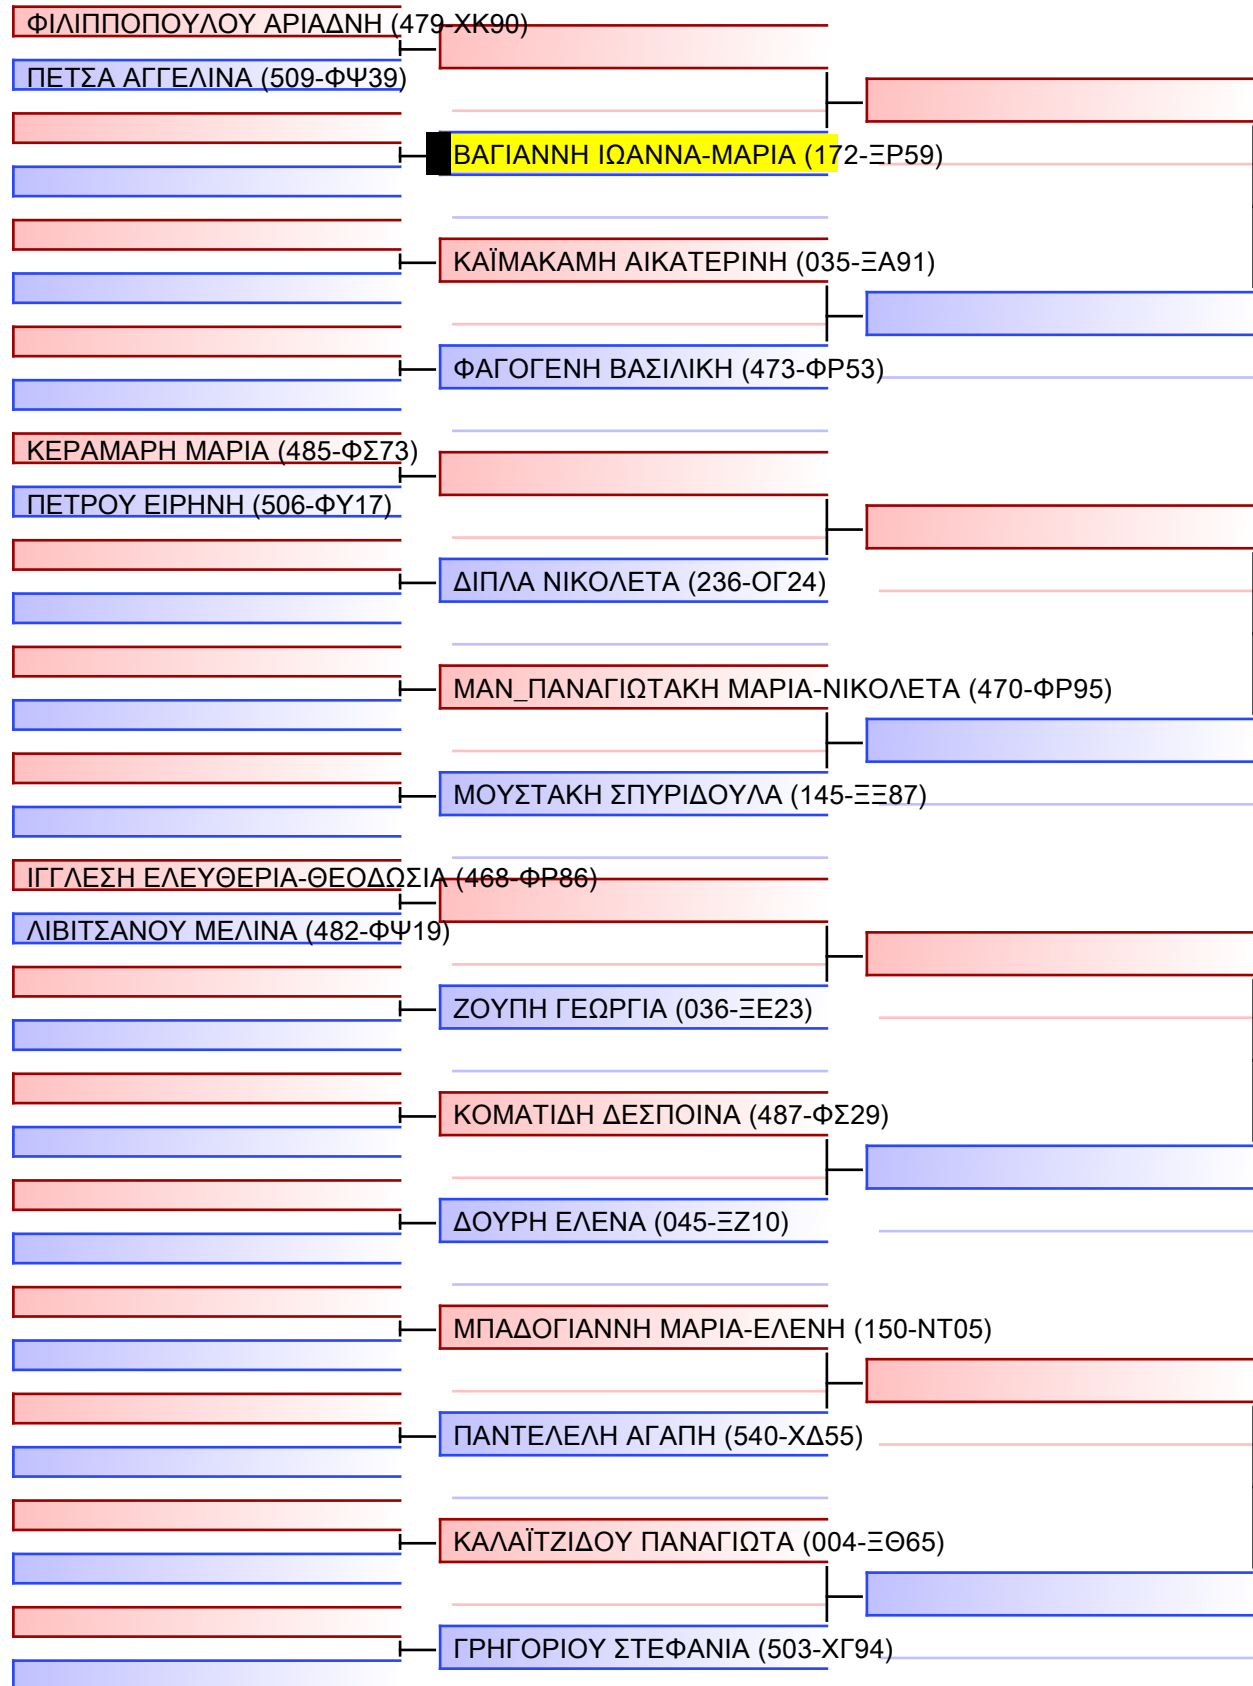 ΦΙΛΙΠΠΟΠΟΥΛΟΥ ΑΡΙΑΔΝΗ (479-ΧΚ90)
ΠΕΤΣΑ ΑΓΓΕΛΙΝΑ (509-ΦΨ39)
ΒΑΓΙΑΝΝΗ ΙΩΑΝΝΑ-ΜΑΡΙΑ (172-ΞΡ59)
ΚΑΪΜΑΚΑΜΗ ΑΙΚΑΤΕΡΙΝΗ (035-ΞΑ91)
ΦΑΓΟΓΕΝΗ ΒΑΣΙΛΙΚΗ (473-ΦΡ53)
ΚΕΡΑΜΑΡΗ ΜΑΡΙΑ (485-ΦΣ73)
ΠΕΤΡΟΥ ΕΙΡΗΝΗ (506-ΦΥ17)
ΔΙΠΛΑ ΝΙΚΟΛΕΤΑ (236-ΟΓ24)
ΜΑΝ_ΠΑΝΑΓΙΩΤΑΚΗ ΜΑΡΙΑ-ΝΙΚΟΛΕΤΑ (470-ΦΡ95)
ΜΟΥΣΤΑΚΗ ΣΠΥΡΙΔΟΥΛΑ (145-ΞΞ87)
ΙΓΓΛΕΣΗ ΕΛΕΥΘΕΡΙΑ-ΘΕΟΔΩΣΙΑ (468-ΦΡ86)
ΛΙΒΙΤΣΑΝΟΥ ΜΕΛΙΝΑ (482-ΦΨ19)
ΖΟΥΠΗ ΓΕΩΡΓΙΑ (036-ΞΕ23)
ΚΟΜΑΤΙΔΗ ΔΕΣΠΟΙΝΑ (487-ΦΣ29)
ΔΟΥΡΗ ΕΛΕΝΑ (045-ΞΖ10)
ΜΠΑΔΟΓΙΑΝΝΗ ΜΑΡΙΑ-ΕΛΕΝΗ (150-ΝΤ05)
ΠΑΝΤΕΛΕΛΗ ΑΓΑΠΗ (540-ΧΔ55)
ΚΑΛΑΪΤΖΙΔΟΥ ΠΑΝΑΓΙΩΤΑ (004-ΞΘ65)
ΓΡΗΓΟΡΙΟΥ ΣΤΕΦΑΝΙΑ (503-ΧΓ94)